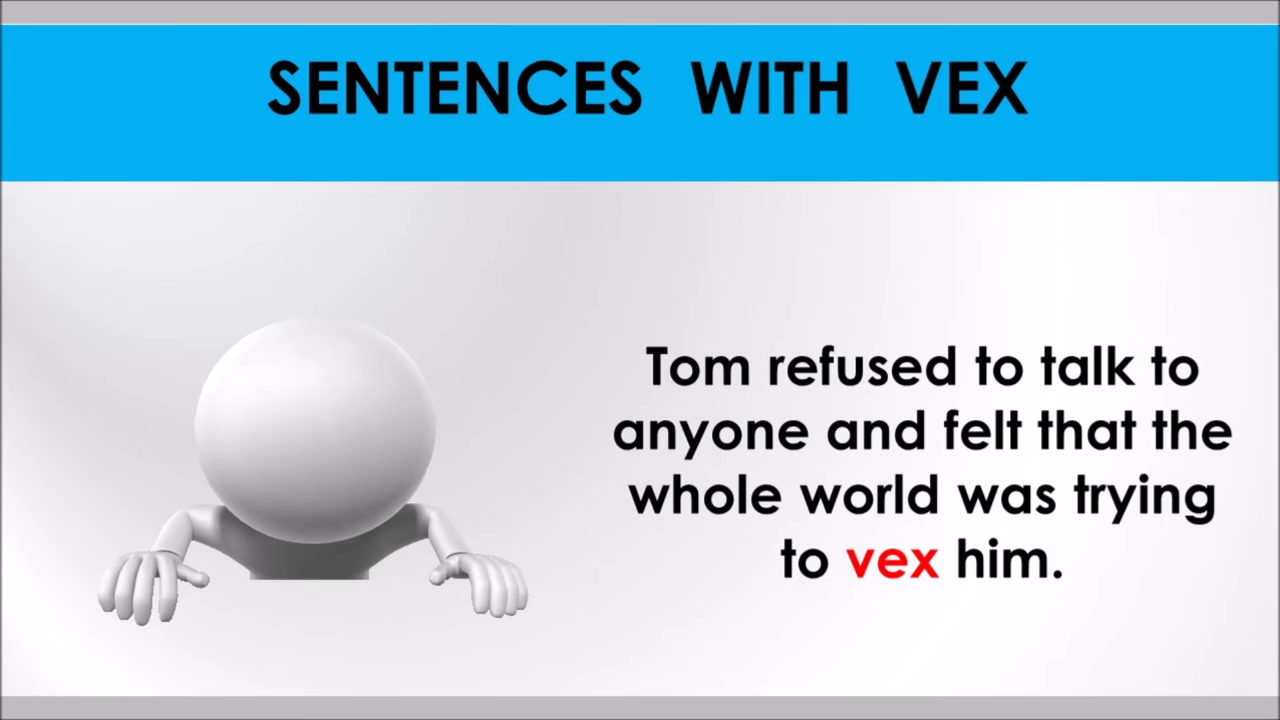 SENTENCES WITH VEX
Tom refused to talk to
anyone and felt that the
whole world was trying
to vex him.